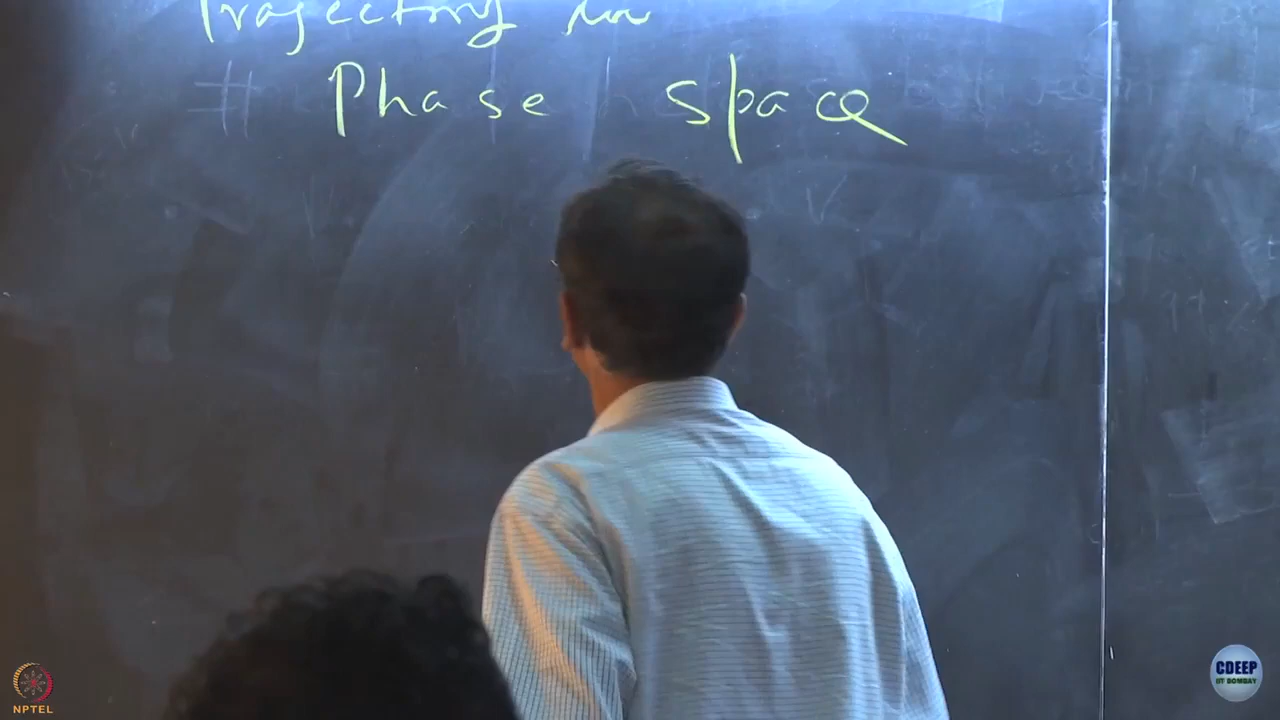 Trajectory in
# Phase space
NPTEL
CDEEP
IIT BOMBAY